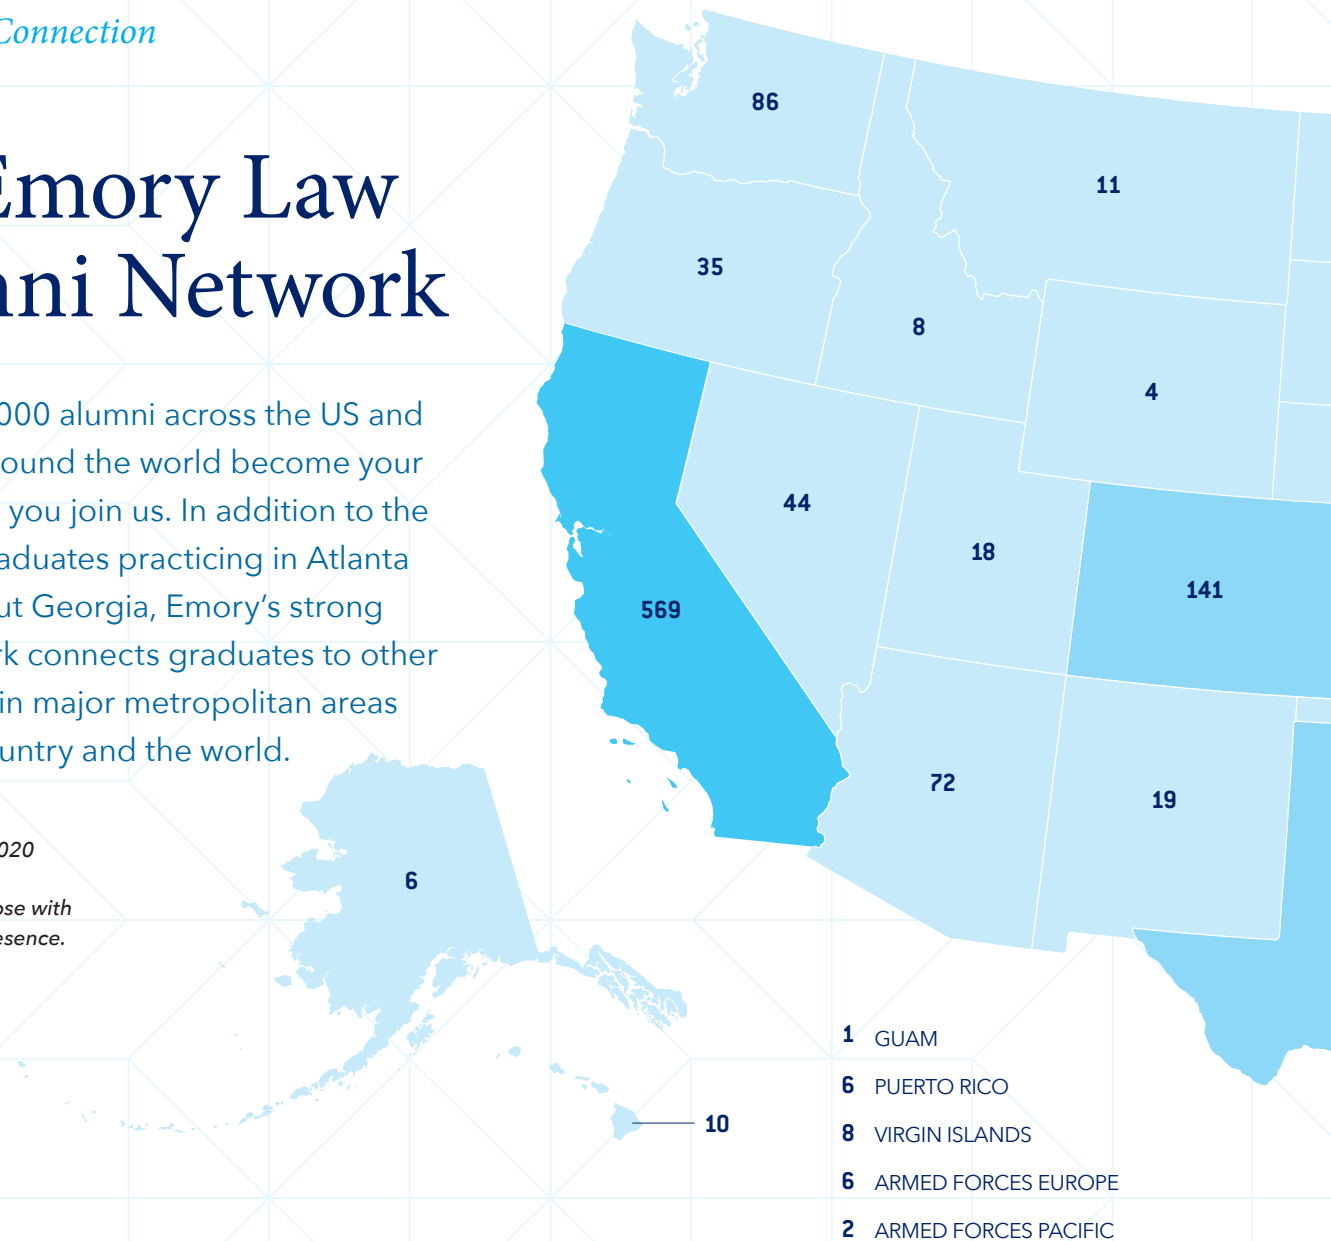 Connection
Emory Law
ni Network
000 alumni across the US and
ound the world become your
you join us. In addition to the
aduates practicing in Atlanta
ut Georgia, Emory’s strong
rk connects graduates to other
in major metropolitan areas
untry and the world.
020
ose with
esence.
86
11
35
8
4
44
18
141
569
72
19
6
10
1 GUAM
6 PUERTO RICO
8 VIRGIN ISLANDS
6 ARMED FORCES EUROPE
2 ARMED FORCES PACIFIC